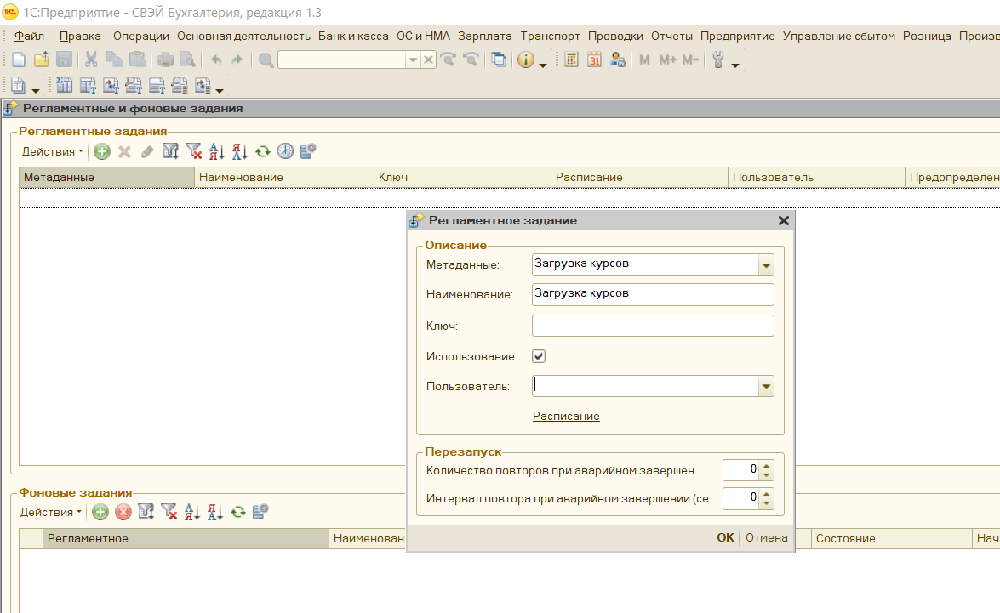 1С:Предприятие - СВЭЙ Бухгалтерия, редакция 1.3
Файл Правка Операции Основная деятельность Банк и касса ОС и НМА Зарплата Транспорт Проводки Отчеты Предприятие Управление сбытом Розница Произв
M M+ M-
Регламентные и фоновые задания
Регламентные задания
Действия
Метаданные Наименование Ключ Расписание Пользователь Предопределен
Регламентное задание
Описание
Метаданные: Загрузка курсов
Наименование: Загрузка курсов
Ключ:
Использование:
Пользователь:
Расписание
Перезапуск
Количество повторов при аварийном завершен... 0
Интервал повтора при аварийном завершении (се... 0
OK Отмена
Фоновые задания
Действия
Регламентное Наименован Состояние Нач